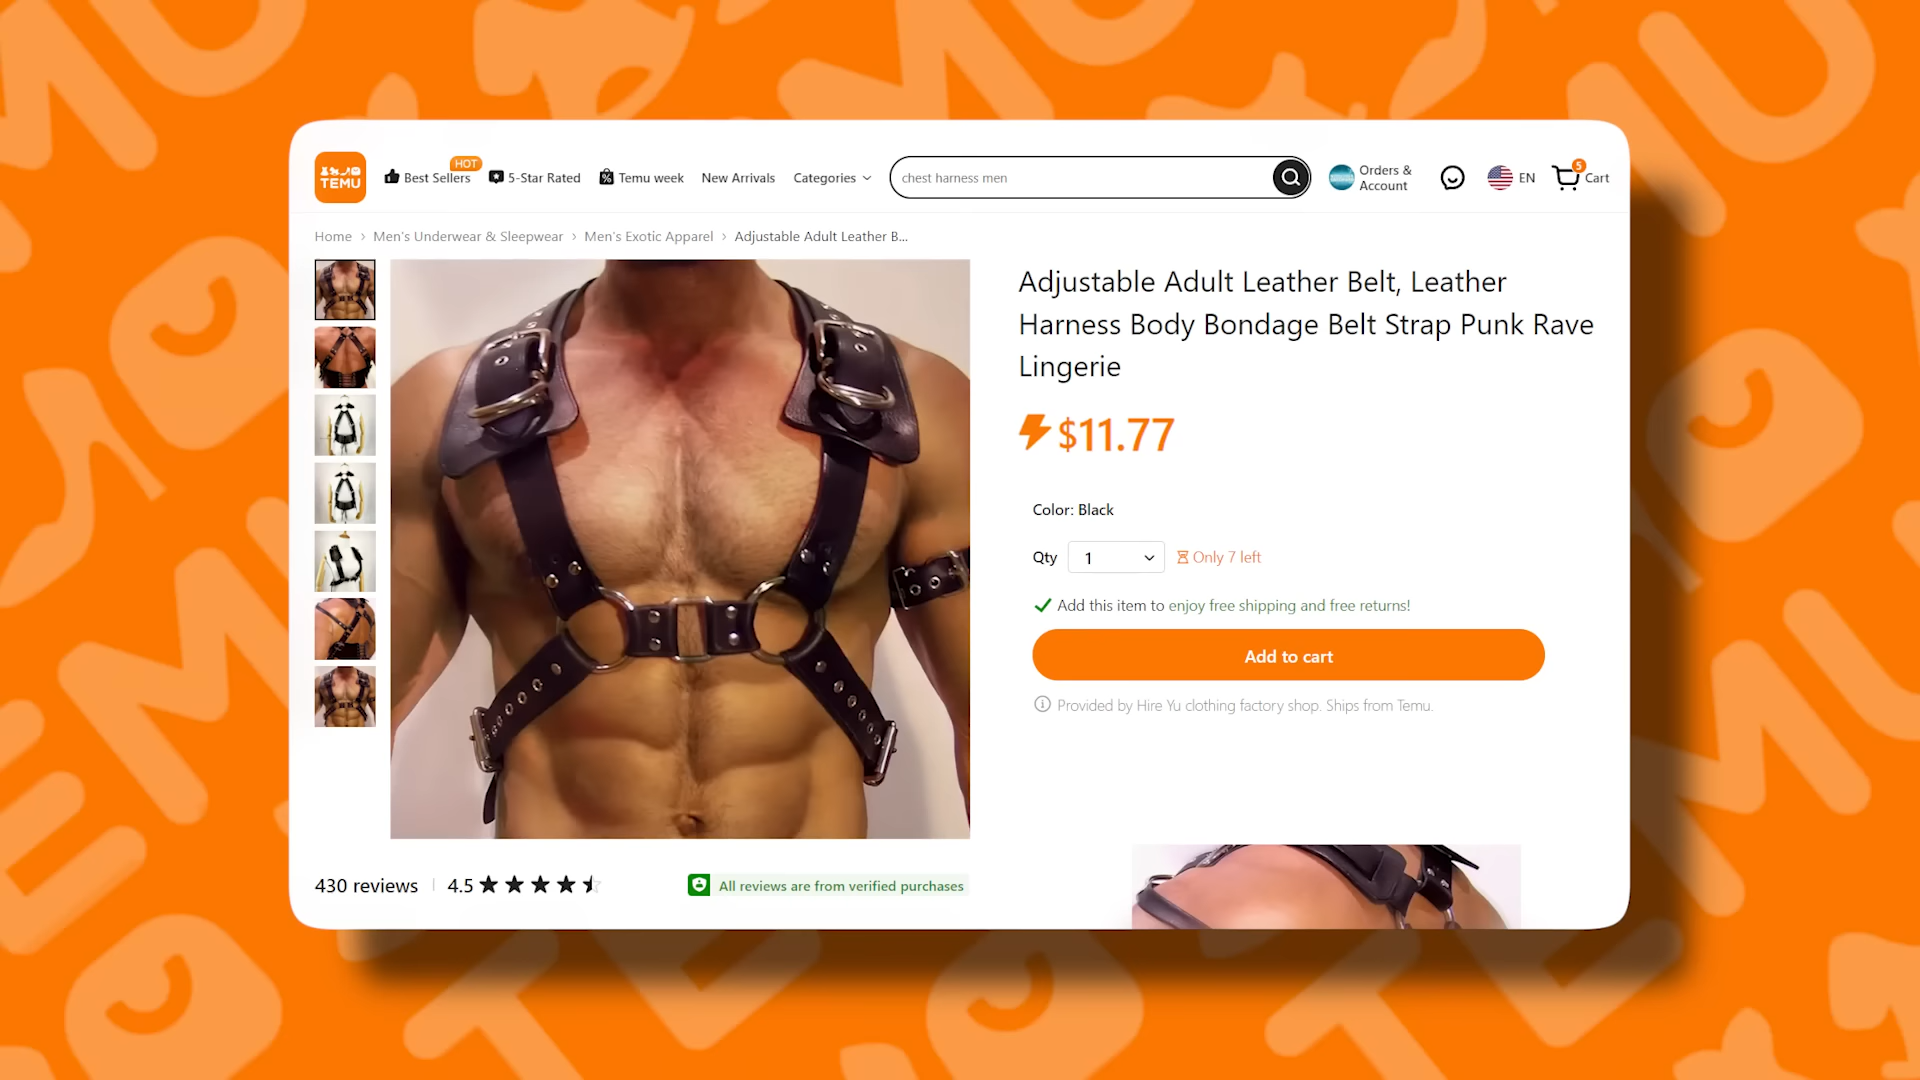 TEMU
Best Sellers
HOT
5-Star Rated
Temu week
New Arrivals
Categories
chest harness men
Orders &
Account
EN
5
Cart
Home › Men's Underwear & Sleepwear › Men's Exotic Apparel › Adjustable Adult Leather B...
Adjustable Adult Leather Belt, Leather
Harness Body Bondage Belt Strap Punk Rave
Lingerie
$11.77
Color: Black
Qty 1 Only 7 left
Add this item to enjoy free shipping and free returns!
Add to cart
Provided by Hire Yu clothing factory shop. Ships from Temu.
430 reviews
4.5
All reviews are from verified purchases